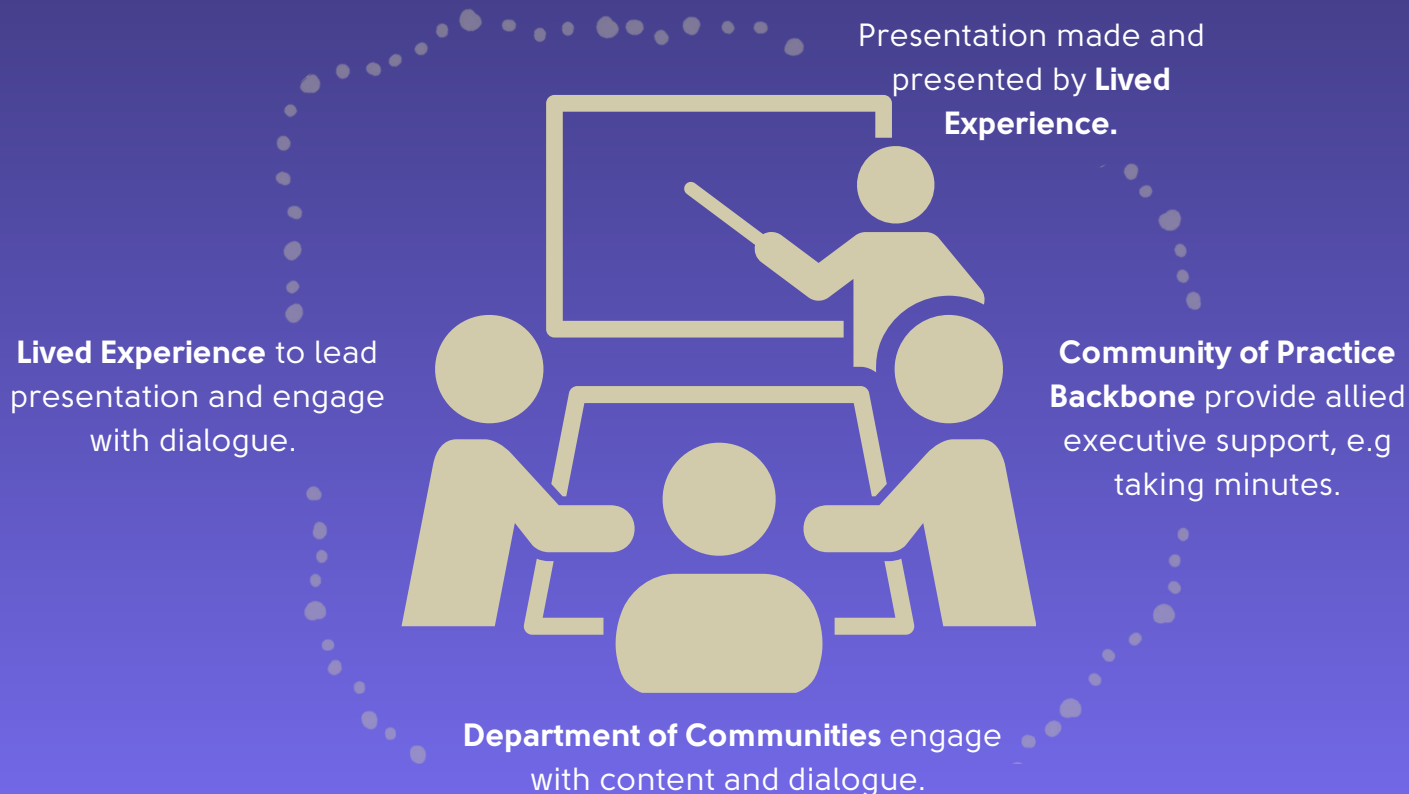 Presentation made and
presented by Lived
Experience.
Lived Experience to lead
presentation and engage
with dialogue.
Community of Practice
Backbone provide allied
executive support, e.g
taking minutes.
Department of Communities engage
with content and dialogue.